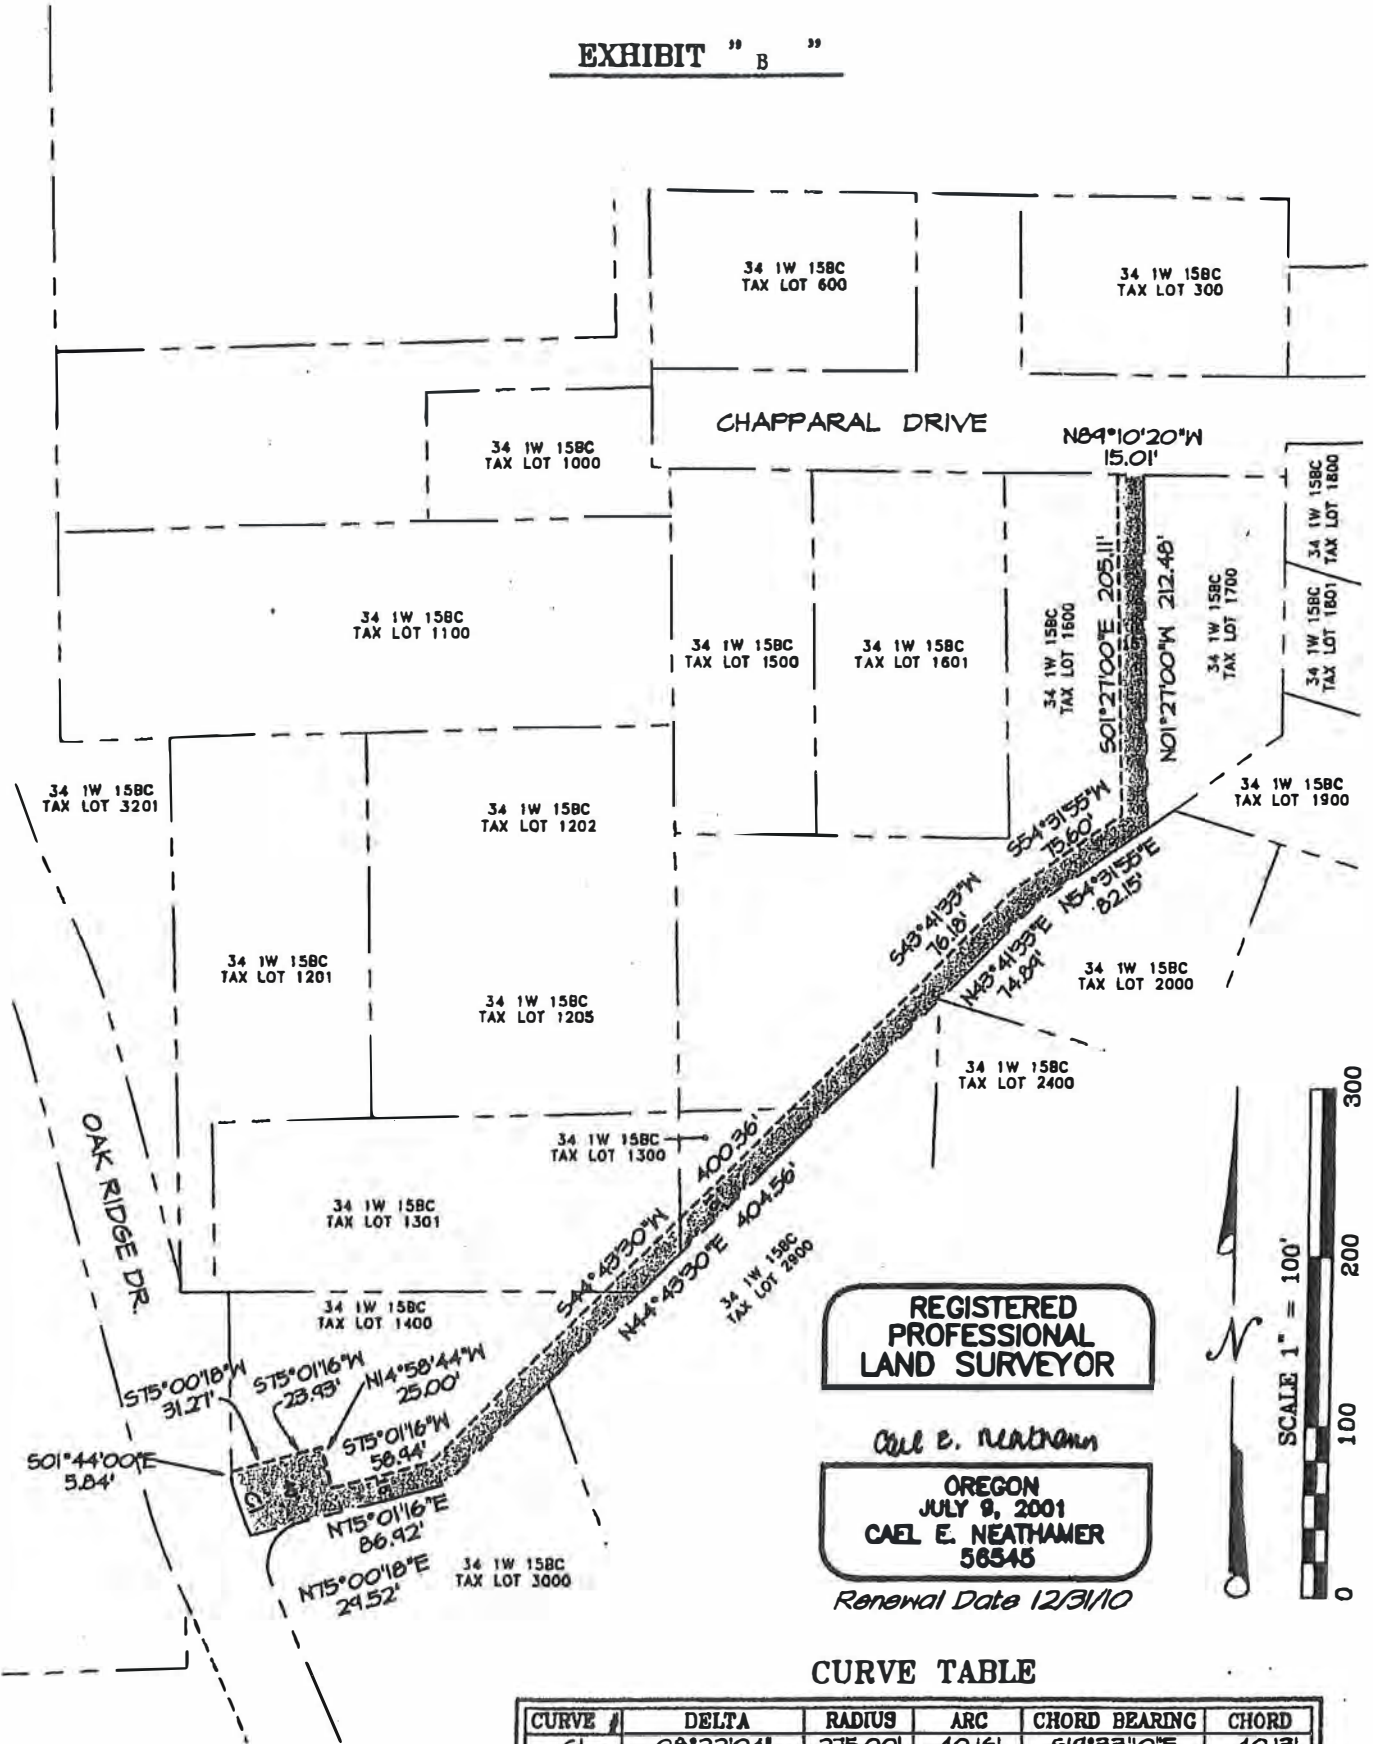 EXHIBIT " B "
34 1W 15BC
TAX LOT 600
34 1W 15BC
TAX LOT 300
CHAPPARAL DRIVE
N89°10'20"W
15.01'
34 1W 15BC
TAX LOT 1000
34 1W 15BC
TAX LOT 1800
34 1W 15BC
TAX LOT 1100
34 1W 15BC
TAX LOT 1500
34 1W 15BC
TAX LOT 1601
34 1W 15BC
TAX LOT 1600
S01°27'00"E 205.11'
N01°27'00"W 212.48'
34 1W 15BC
TAX LOT 1700
34 1W 15BC
TAX LOT 1801
34 1W 15BC
TAX LOT 3201
34 1W 15BC
TAX LOT 1202
34 1W 15BC
TAX LOT 1900
S54°31'55"W
75.60'
N54°31'55"E
82.15'
S43°41'33"W
76.18'
N43°41'33"E
74.89'
34 1W 15BC
TAX LOT 1201
34 1W 15BC
TAX LOT 1205
34 1W 15BC
TAX LOT 2000
34 1W 15BC
TAX LOT 2400
OAK RIDGE DR.
34 1W 15BC
TAX LOT 1300
34 1W 15BC
TAX LOT 1301
S44°43'30"W 400.36'
N44°43'30"E 404.56'
34 1W 15BC
TAX LOT 2900
34 1W 15BC
TAX LOT 1400
S75°00'18"W
31.27'
S75°01'16"W
23.93'
N14°58'44"W
25.00'
S75°01'16"W
58.94'
S01°44'00"E
5.84'
C1
N75°01'16"E
86.92'
N75°00'18"E
29.52'
34 1W 15BC
TAX LOT 3000
REGISTERED
PROFESSIONAL
LAND SURVEYOR
Cael E. Neathamer
OREGON
JULY 9, 2001
CAEL E. NEATHAMER
56545
Renewal Date 12/31/10
N
SCALE 1" = 100'
0 100 200 300
CURVE TABLE
CURVE # DELTA RADIUS ARC CHORD BEARING CHORD
C1 275.00' 40.16'